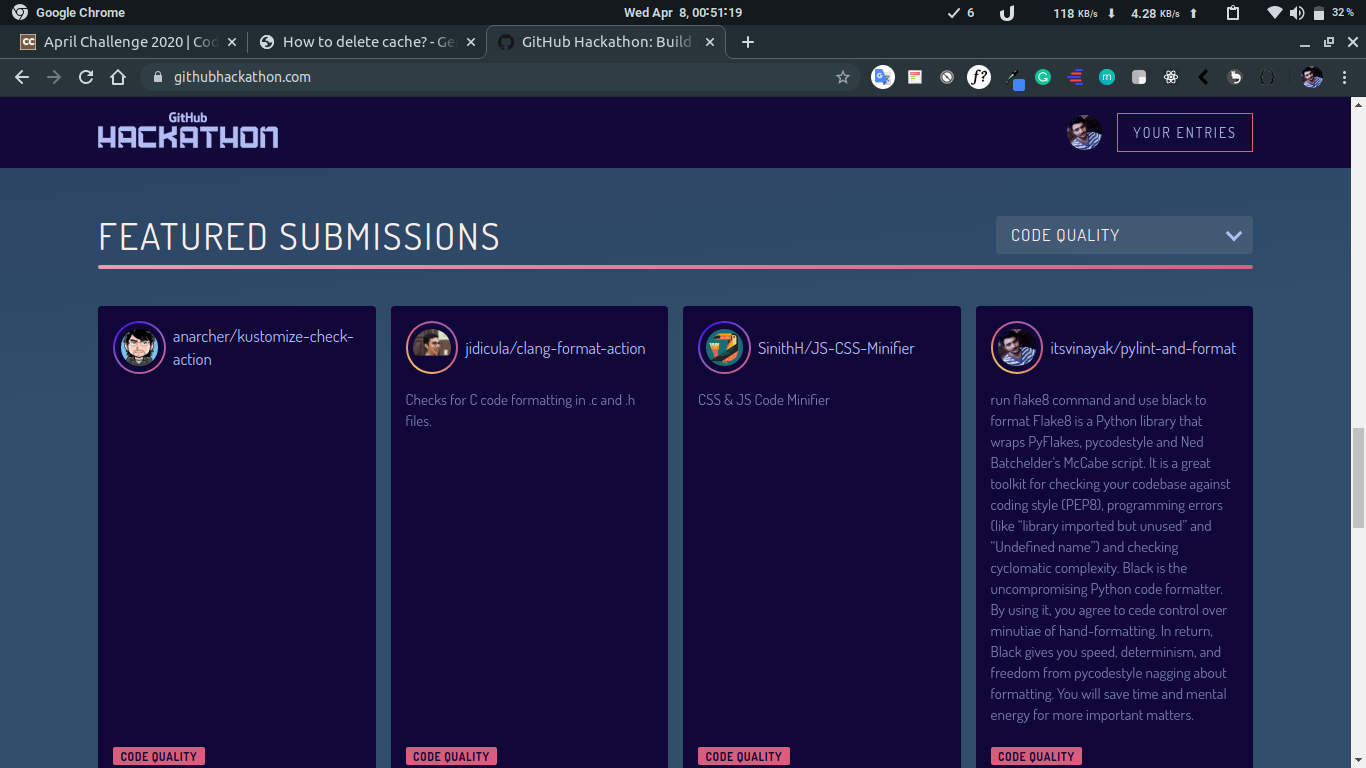 Google Chrome
Wed Apr 8, 00:51:19
6
118 KB/s
4.28 KB/s
32 %
CC April Challenge 2020 | Cod
How to delete cache? - Ge
GitHub Hackathon: Build
githubhackathon.com
GitHub
HACKATHON
YOUR ENTRIES
FEATURED SUBMISSIONS
CODE QUALITY
anarcher/kustomize-check-
action
CODE QUALITY
jidicula/clang-format-action
Checks for C code formatting in .c and .h
files.
CODE QUALITY
SinithH/JS-CSS-Minifier
CSS & JS Code Minifier
CODE QUALITY
itsvinayak/pylint-and-format
run flake8 command and use black to
format Flake8 is a Python library that
wraps PyFlakes, pycodestyle and Ned
Batchelder's McCabe script. It is a great
toolkit for checking your codebase against
coding style (PEP8), programming errors
(like “library imported but unused” and
“Undefined name”) and checking
cyclomatic complexity. Black is the
uncompromising Python code formatter.
By using it, you agree to cede control over
minutiae of hand-formatting. In return,
Black gives you speed, determinism, and
freedom from pycodestyle nagging about
formatting. You will save time and mental
energy for more important matters.
CODE QUALITY